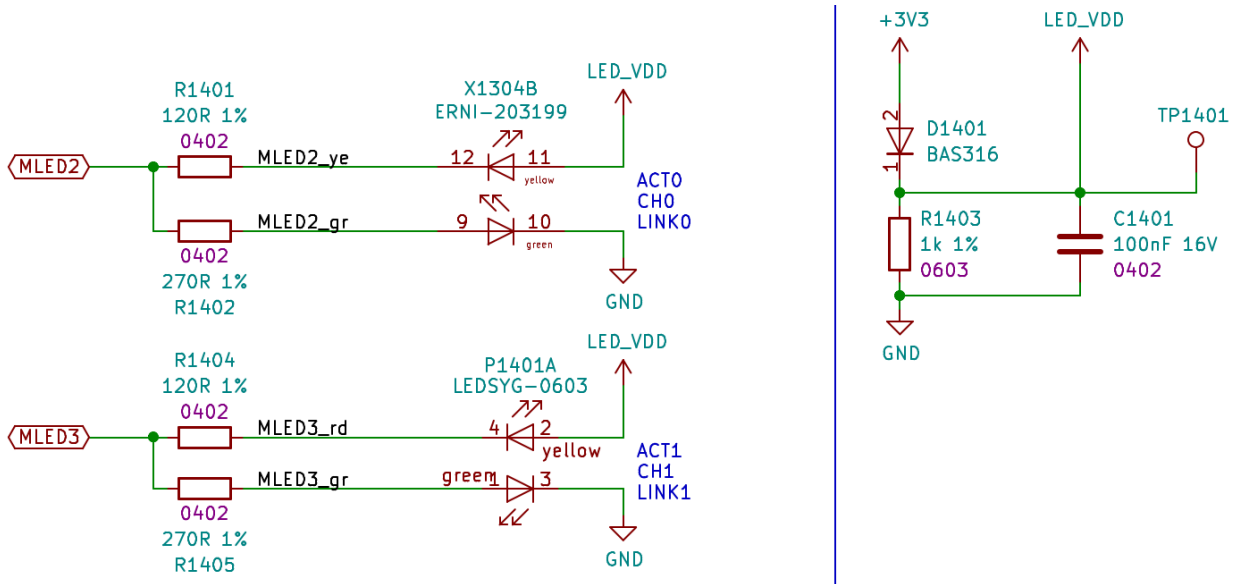 R1401
120R 1%
0402
MLED2
MLED2_ye
X1304B
ERNI-203199
12
11
yellow
LED_VDD
MLED2_gr
9
10
green
GND
0402
270R 1%
R1402
ACT0
CH0
LINK0
R1404
120R 1%
0402
MLED3
MLED3_rd
P1401A
LEDSYG-0603
4
2
yellow
LED_VDD
MLED3_gr
green
1
3
GND
0402
270R 1%
R1405
ACT1
CH1
LINK1
+3V3
LED_VDD
2
D1401
BAS316
1
TP1401
R1403
1k 1%
0603
C1401
100nF 16V
0402
GND